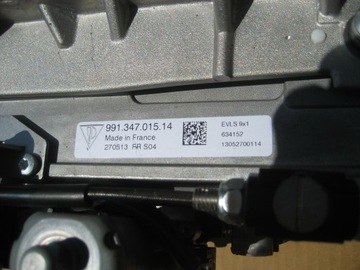 991.347.015.14
Made in France
270513 RR S04
EVLS 9x1
634152
13052700114